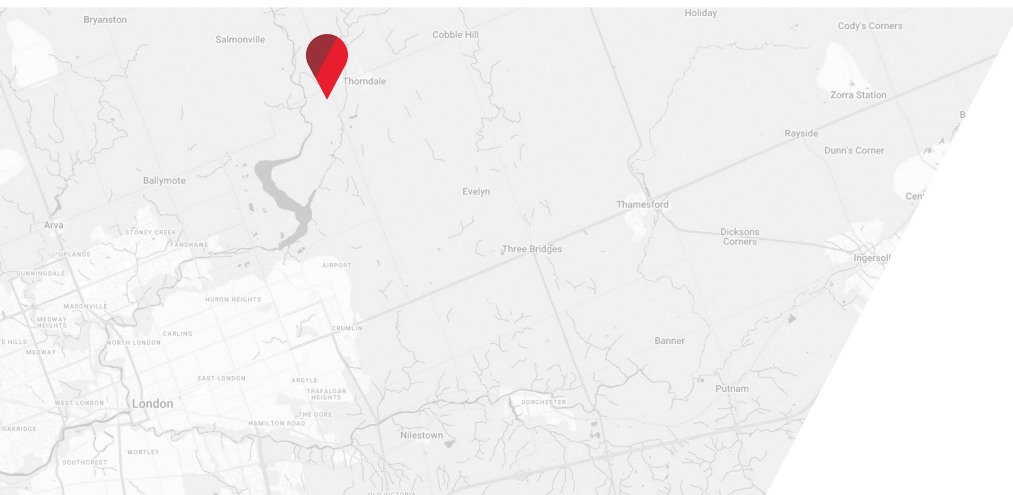 Holiday
Bryanston
Cody's Corners
Cobble Hill
Salmonville
Thorndale
Zorra Station
Rayside
Dunn's Corner
Ballymote
Evelyn
Thamesford
Arva
STONEY CREEK
Dicksons
Corners
FANSHAWE
Three Bridges
UPLANDS
Ingersoll
AIRPORT
SUNNINGDALE
HURON HEIGHTS
MASONVILLE
MEDWAY
HEIGHTS
CRUMLIN
CARLING
NORTH LONDON
HILLS
Banner
MEDWAY
EAST LONDON
ARGYLE
Putnam
TRAFALGAR
HEIGHTS
WEST LONDON
London
DORCHESTER
THE GORE
HAMILTON ROAD
OAKRIDGE
Nilestown
WORTLEY
SOUTHCREST
OLD VICTORIA